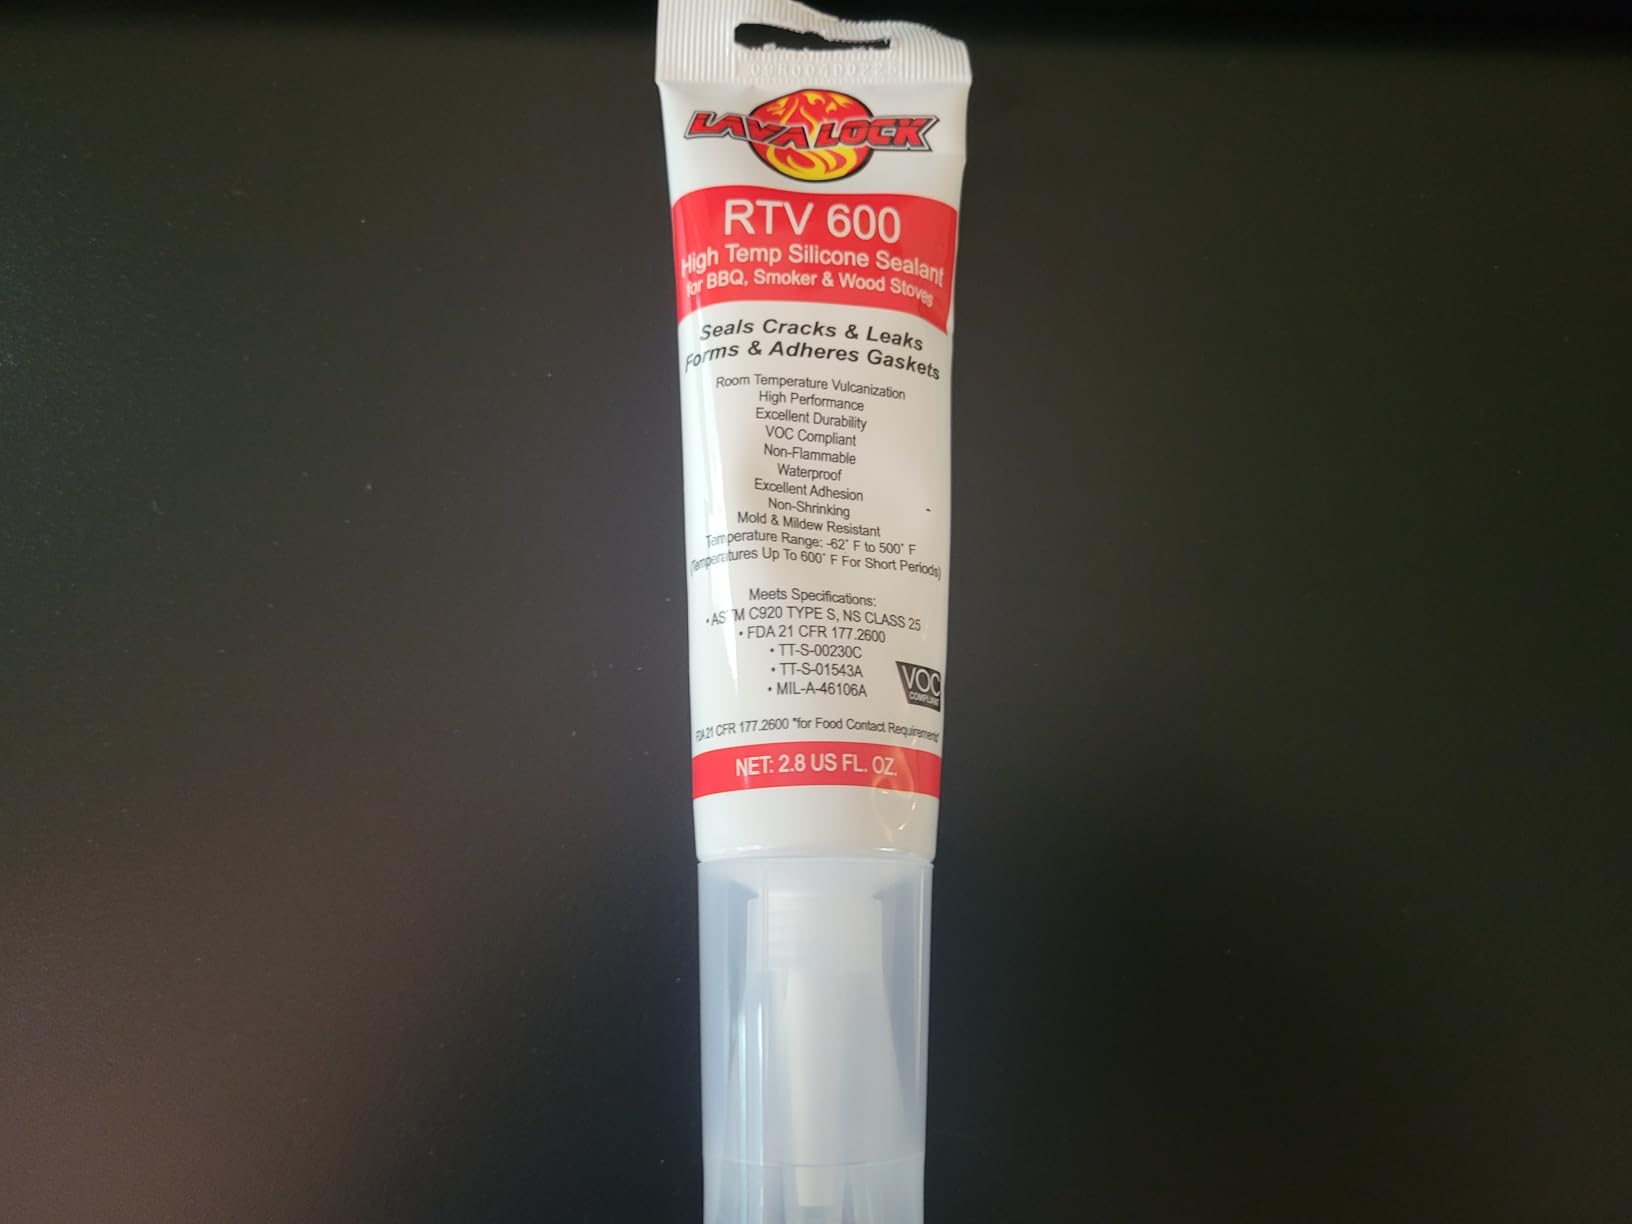 LAVA LOCK
RTV 600
High Temp Silicone Sealant
for BBQ, Smoker & Wood Stoves
Seals Cracks & Leaks
Forms & Adheres Gaskets
Room Temperature Vulcanization
High Performance
Excellent Durability
VOC Compliant
Non-Flammable
Waterproof
Excellent Adhesion
Non-Shrinking
Mold & Mildew Resistant
Temperature Range: -62° F to 500° F
(Temperatures Up To 600° F For Short Periods)
Meets Specifications:
• ASTM C920 TYPE S, NS CLASS 25
• FDA 21 CFR 177.2600
• TT-S-00230C
• TT-S-01543A
• MIL-A-46106A
VOC
COMPLIANT
FDA 21 CFR 177.2600 "for Food Contact Requirements"
NET: 2.8 US FL. OZ.